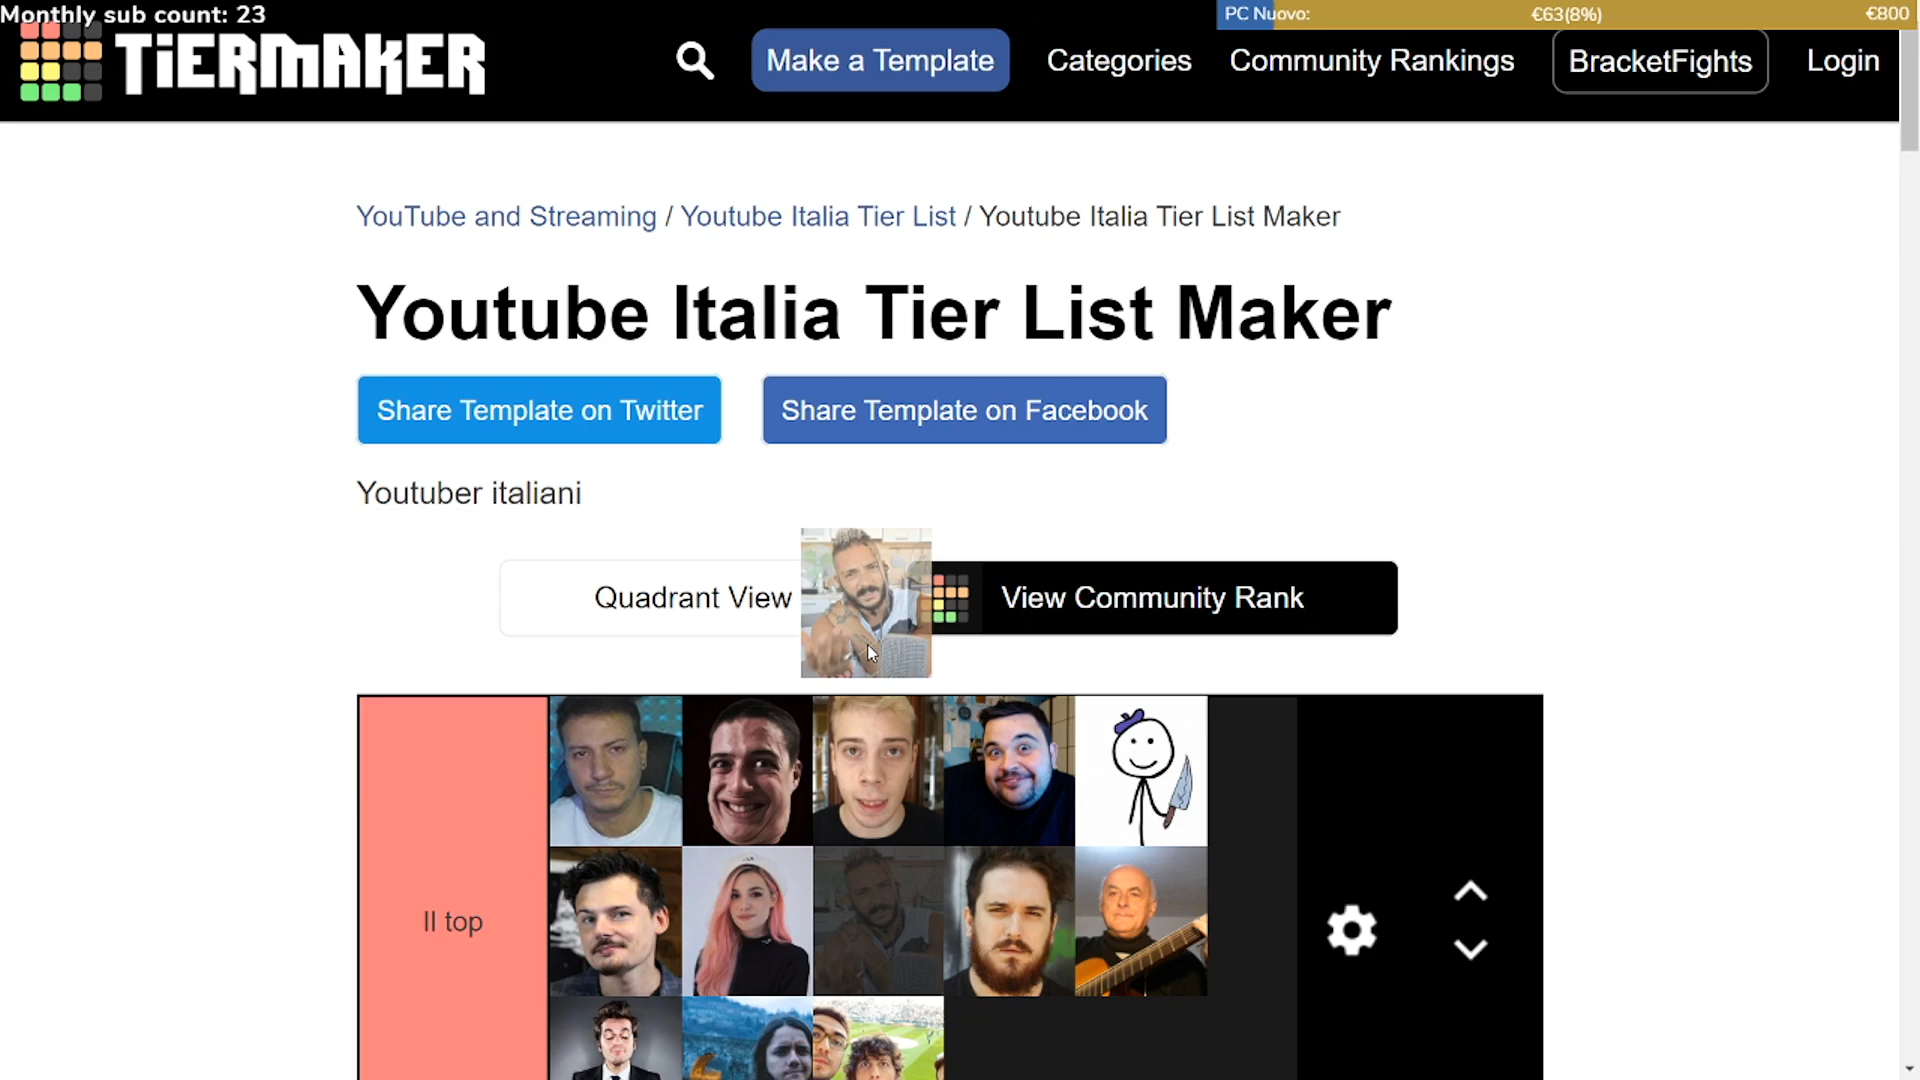 Monthly sub count: 23
PC Nuovo: €63(8%) €800
TiERMAKER
Make a Template
Categories
Community Rankings
BracketFights
Login
YouTube and Streaming / Youtube Italia Tier List / Youtube Italia Tier List Maker
Youtube Italia Tier List Maker
Share Template on Twitter
Share Template on Facebook
Youtuber italiani
Quadrant View
View Community Rank
Il top